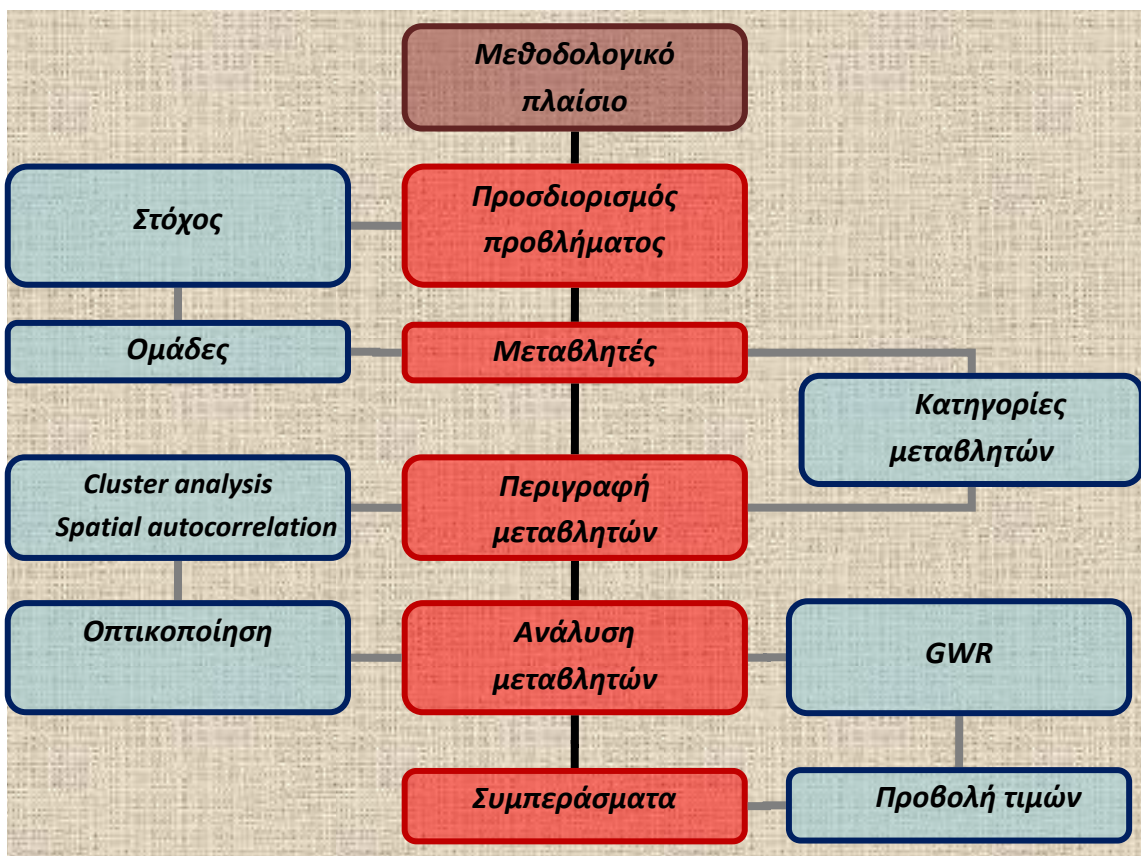 Μεθοδολογικό
πλαίσιο
Στόχος
Προσδιορισμός
προβλήματος
Ομάδες
Μεταβλητές
Κατηγορίες
μεταβλητών
Cluster analysis
Spatial autocorrelation
Περιγραφή
μεταβλητών
Οπτικοποίηση
Ανάλυση
μεταβλητών
GWR
Συμπεράσματα
Προβολή τιμών